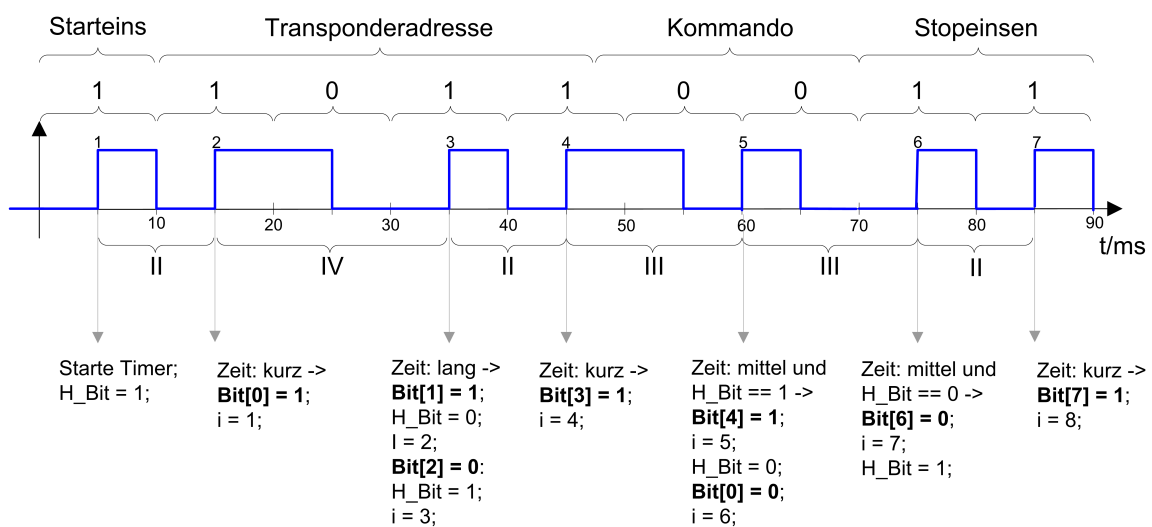 Starteins Transponderadresse Kommando Stopeinsen
1 1 0 1 1 0 0 1 1
1 2 3 4 5 6 7
10 20 30 40 50 60 70 80 90
t/ms
II IV II III III II
Starte Timer;
H_Bit = 1;
Zeit: kurz ->
Bit[0] = 1;
i = 1;
Zeit: lang ->
Bit[1] = 1;
H_Bit = 0;
I = 2;
Bit[2] = 0:
H_Bit = 1;
i = 3;
Zeit: kurz ->
Bit[3] = 1;
i = 4;
Zeit: mittel und
H_Bit == 1 ->
Bit[4] = 1;
i = 5;
H_Bit = 0;
Bit[0] = 0;
i = 6;
Zeit: mittel und
H_Bit == 0 ->
Bit[6] = 0;
i = 7;
H_Bit = 1;
Zeit: kurz ->
Bit[7] = 1;
i = 8;